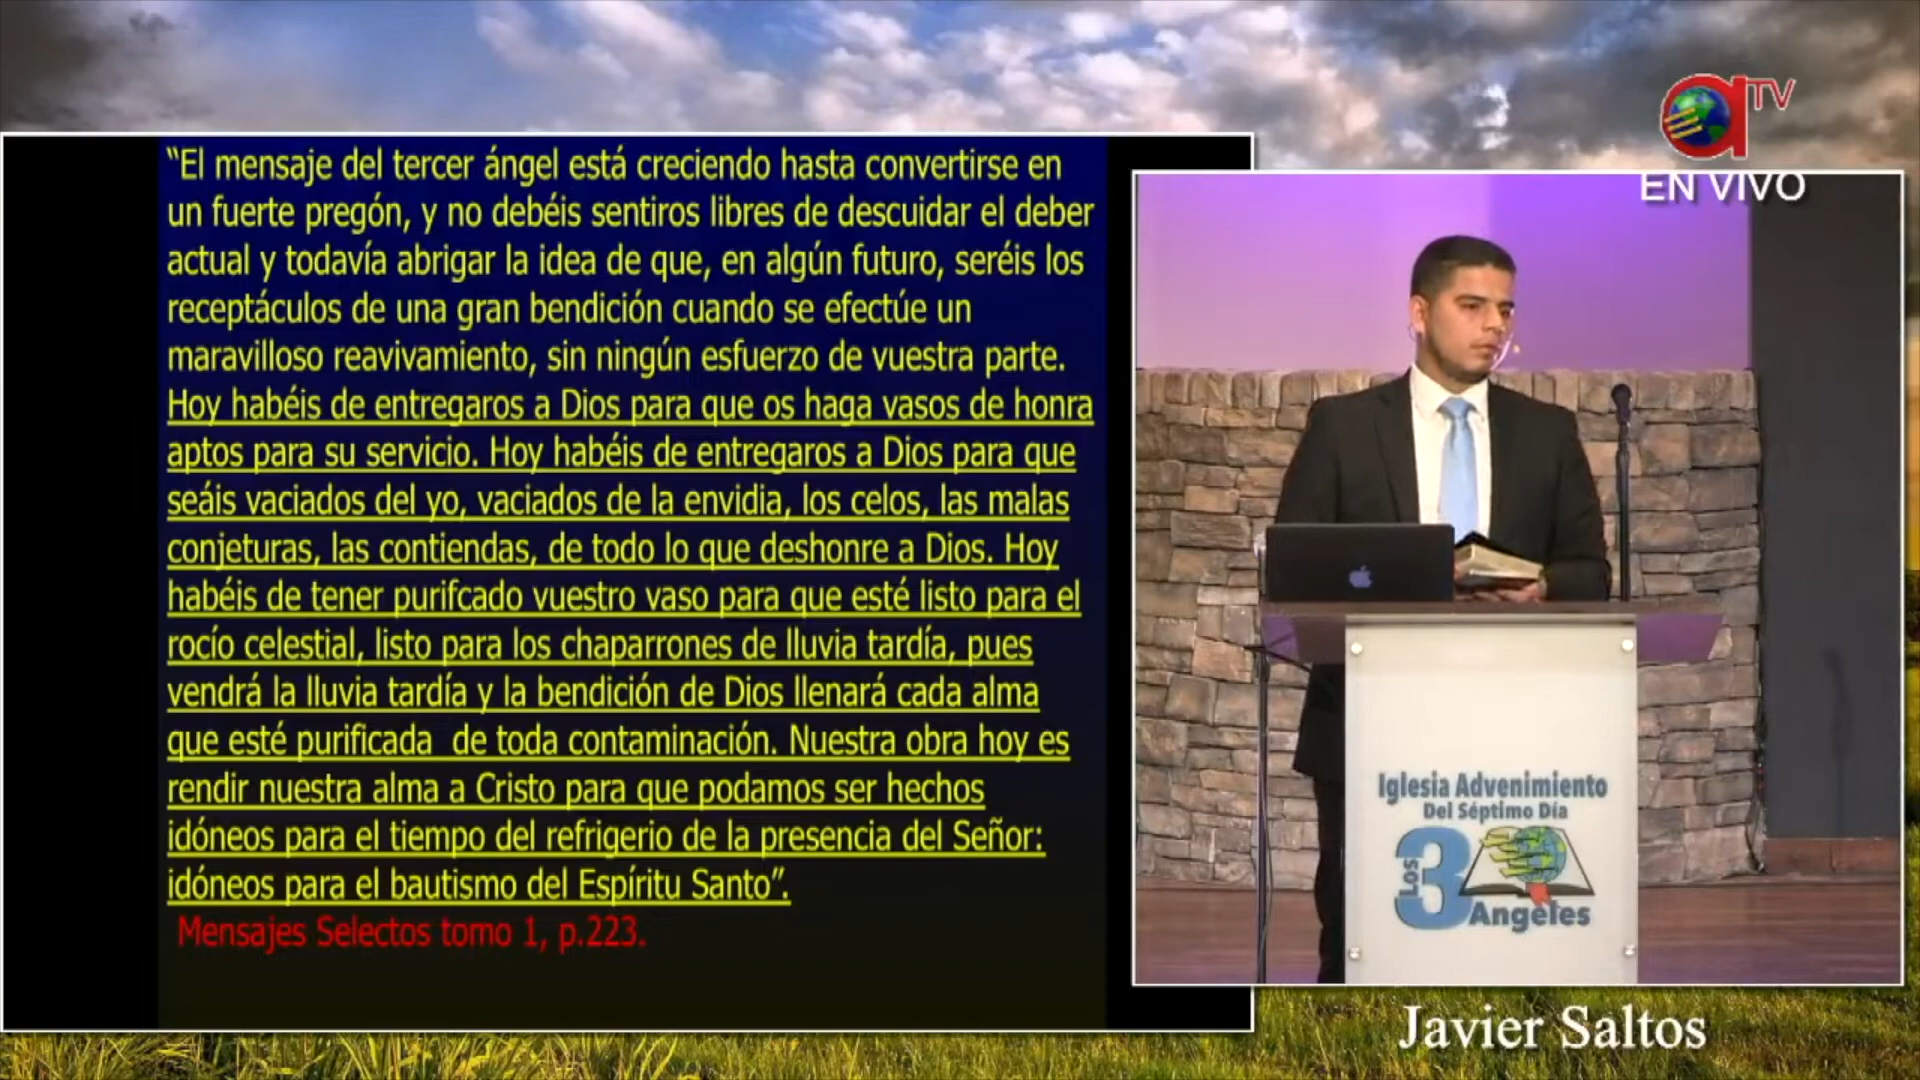 “El mensaje del tercer ángel está creciendo hasta convertirse en
un fuerte pregón, y no debéis sentiros libres de descuidar el deber
actual y todavía abrigar la idea de que, en algún futuro, seréis los
receptáculos de una gran bendición cuando se efectúe un
maravilloso reavivamiento, sin ningún esfuerzo de vuestra parte.
Hoy habéis de entregaros a Dios para que os haga vasos de honra
aptos para su servicio. Hoy habéis de entregaros a Dios para que
seáis vaciados del yo, vaciados de la envidia, los celos, las malas
conjeturas, las contiendas, de todo lo que deshonre a Dios. Hoy
habéis de tener purifcado vuestro vaso para que esté listo para el
rocío celestial, listo para los chaparrones de lluvia tardía, pues
vendrá la lluvia tardía y la bendición de Dios llenará cada alma
que esté purificada  de toda contaminación. Nuestra obra hoy es
rendir nuestra alma a Cristo para que podamos ser hechos
idóneos para el tiempo del refrigerio de la presencia del Señor:
idóneos para el bautismo del Espíritu Santo”.
Mensajes Selectos tomo 1, p.223.
a TV
EN VIVO
Iglesia Advenimiento
Del Séptimo Día
Los 3
Angeles
Javier Saltos